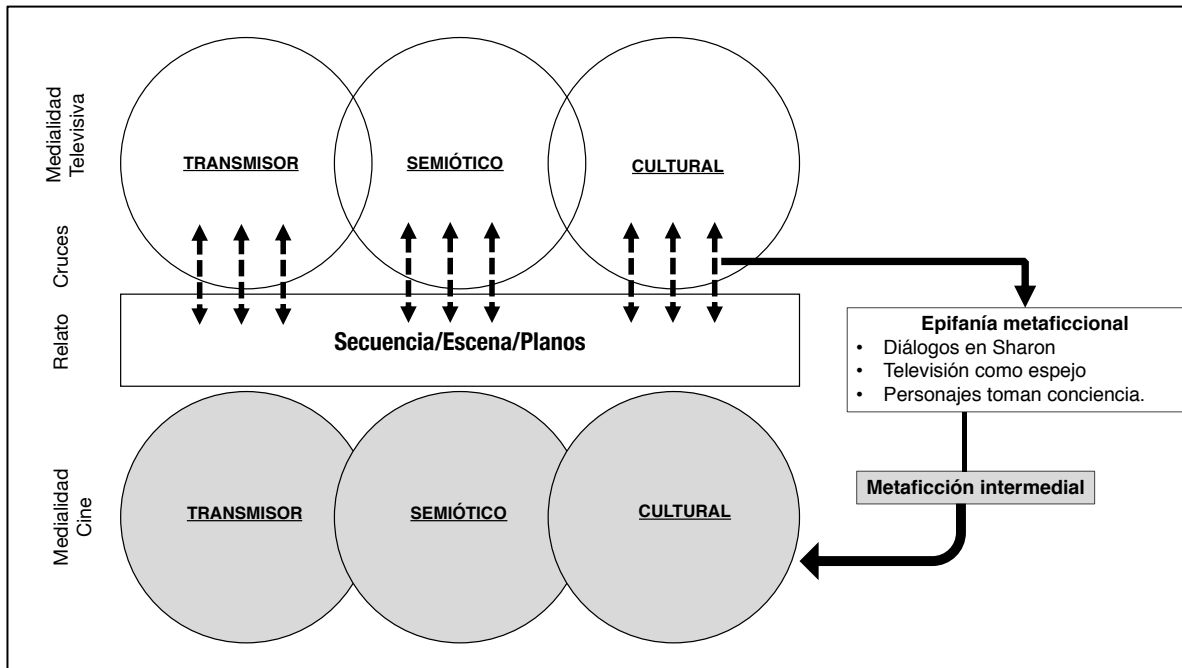 Medialidad
Televisiva
TRANSMISOR
SEMIÓTICO
CULTURAL
Cruces
Relato
Secuencia/Escena/Planos
Epifanía metaficcional
• Diálogos en Sharon
• Televisión como espejo
• Personajes toman conciencia.
Metaficción intermedial
Medialidad
Cine
TRANSMISOR
SEMIÓTICO
CULTURAL